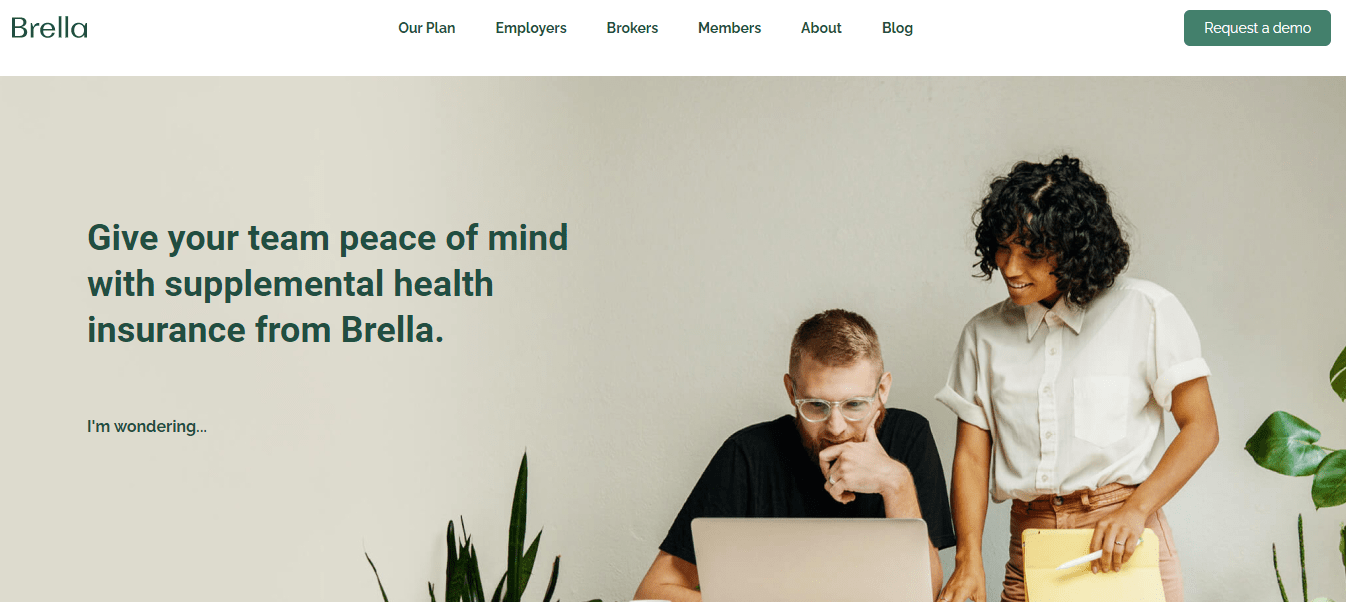 Brella
Our Plan
Employers
Brokers
Members
About
Blog
Request a demo
Give your team peace of mind
with supplemental health
insurance from Brella.
I'm wondering...